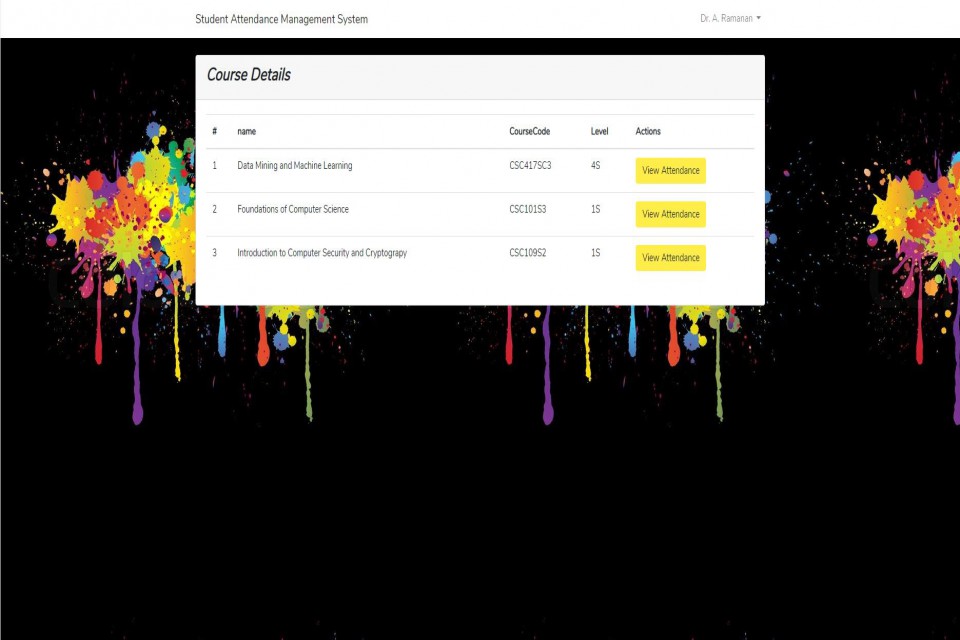 Student Attendance Management System Dr. A. Ramanan
Course Details
# name CourseCode Level Actions
1 Data Mining and Machine Learning CSC417SC3 4S View Attendance
2 Foundations of Computer Science CSC101S3 1S View Attendance
3 Introduction to Computer Security and Cryptograpy CSC109S2 1S View Attendance